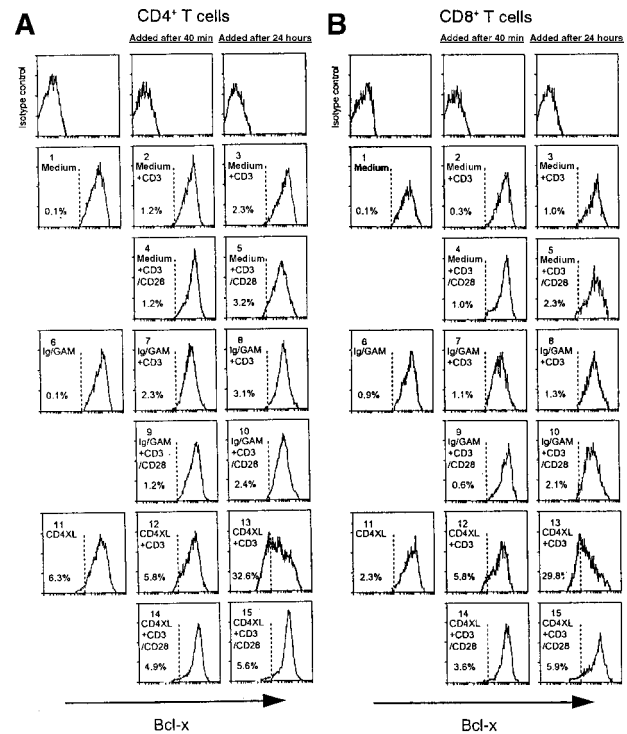 A
CD4+ T cells
Added after 40 min
Added after 24 hours
Isotype control
1
Medium
0.1%
2
Medium
+CD3
1.2%
3
Medium
+CD3
2.3%
4
Medium
+CD3
/CD28
1.2%
5
Medium
+CD3
/CD28
3.2%
6
Ig/GAM
0.1%
7
Ig/GAM
+CD3
2.3%
8
Ig/GAM
+CD3
3.1%
9
Ig/GAM
+CD3
/CD28
1.2%
10
Ig/GAM
+CD3
/CD28
2.4%
11
CD4XL
6.3%
12
CD4XL
+CD3
5.8%
13
CD4XL
+CD3
32.6%
14
CD4XL
+CD3
/CD28
4.9%
15
CD4XL
+CD3
/CD28
5.6%
Bcl-x
B
CD8+ T cells
Added after 40 min
Added after 24 hours
Isotype control
1
Medium
0.1%
2
Medium
+CD3
0.3%
3
Medium
+CD3
1.0%
4
Medium
+CD3
/CD28
1.0%
5
Medium
+CD3
/CD28
2.3%
6
Ig/GAM
0.9%
7
Ig/GAM
+CD3
1.1%
8
Ig/GAM
+CD3
1.3%
9
Ig/GAM
+CD3
/CD28
0.6%
10
Ig/GAM
+CD3
/CD28
2.1%
11
CD4XL
2.3%
12
CD4XL
+CD3
5.8%
13
CD4XL
+CD3
29.8%
14
CD4XL
+CD3
/CD28
3.6%
15
CD4XL
+CD3
/CD28
5.9%
Bcl-x